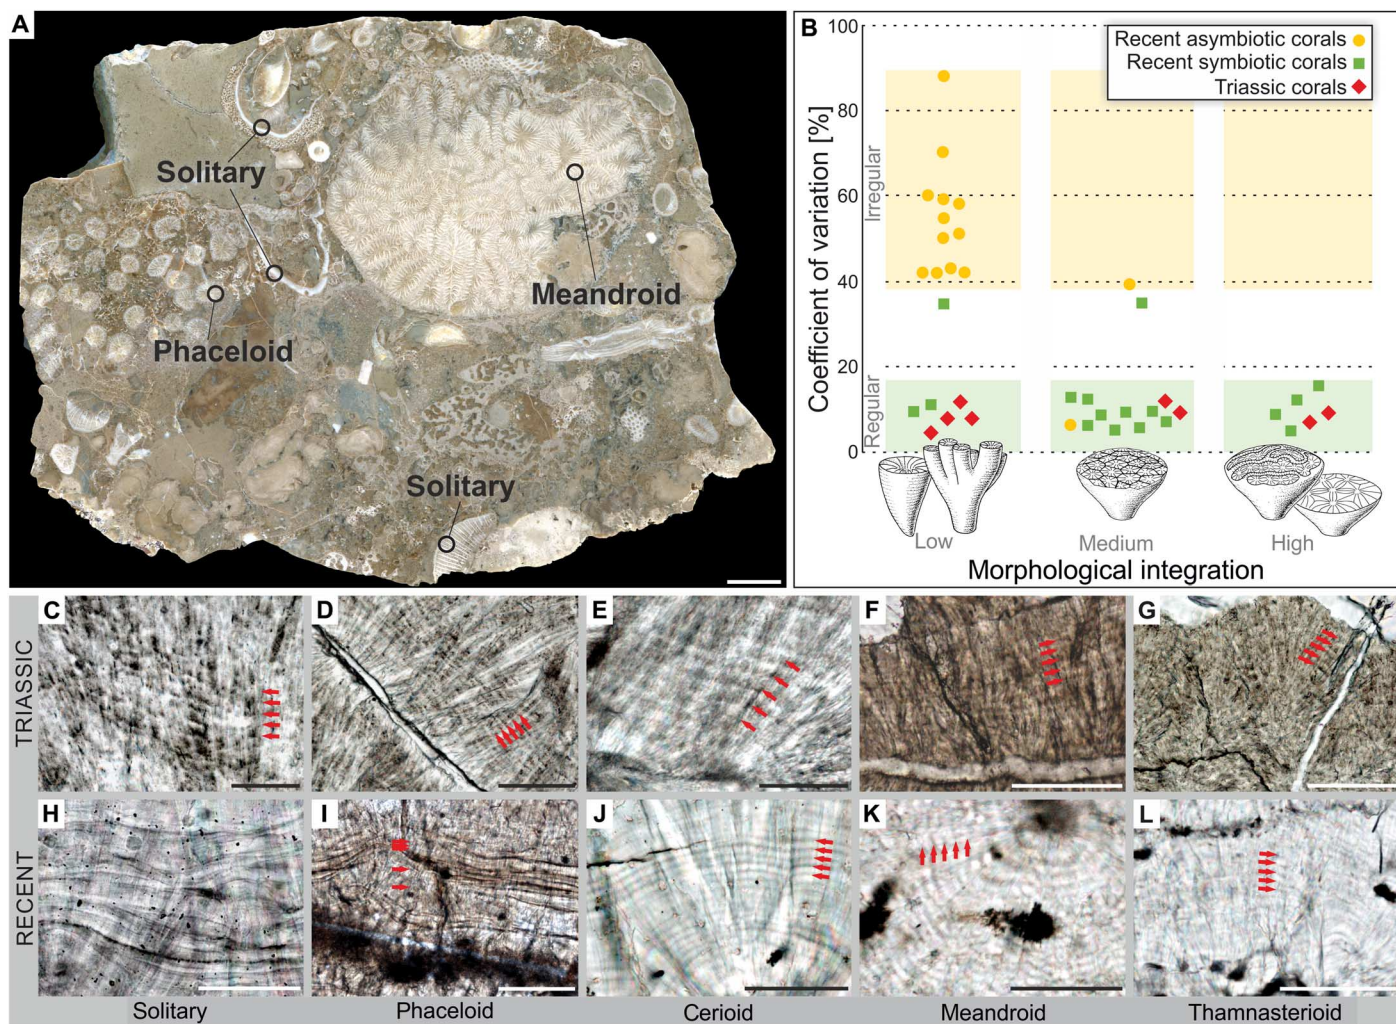 A
Solitary
Meandroid
Phaceloid
Solitary
B
Recent asymbiotic corals
Recent symbiotic corals
Triassic corals
Coefficient of variation [%]
Irregular
Regular
100
80
60
40
20
0
Low
Medium
High
Morphological integration
TRIASSIC
C
D
E
F
G
RECENT
H
I
J
K
L
Solitary
Phaceloid
Cerioid
Meandroid
Thamnasterioid